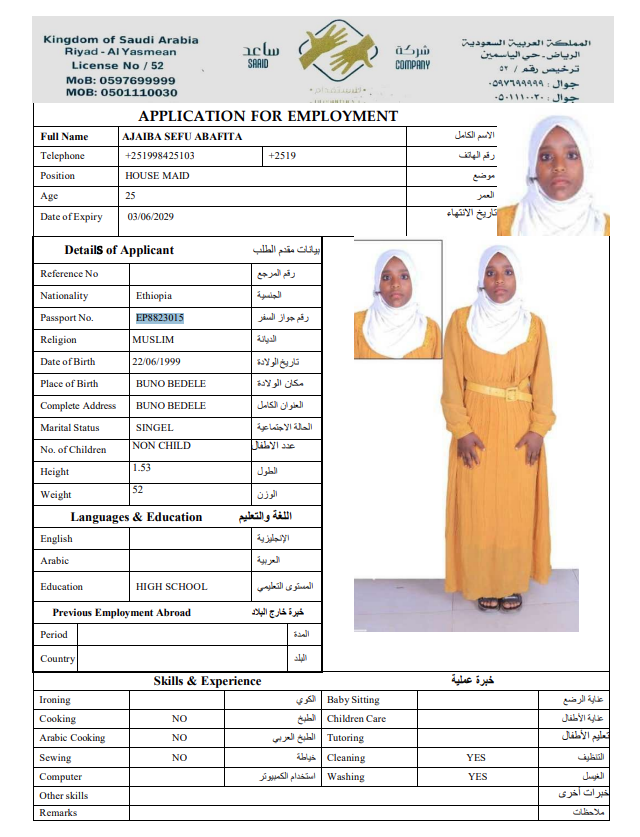 Kingdom of Saudi Arabia
Riyad - Al Yasmean
License No / 52
MoB: 0597699999
MOB: 0501110030
ساعد
SAAID
شركة
COMPANY
للاستقدام
المملكة العربية السعودية
الرياض - حي الياسمين
ترخيص رقم / ٥٢
جوال : ٠٥٩٧٦٩٩٩٩٩
جوال : ٠٥٠١١١٠٠٣٠
APPLICATION FOR EMPLOYMENT
Full Name AJAIBA SEFU ABAFITA الاسم الكامل
Telephone +251998425103 +2519 رقم الهاتف
Position HOUSE MAID موضع
Age 25 العمر
Date of Expiry 03/06/2029 تاريخ الانتهاء
Details of Applicant بيانات مقدم الطلب
Reference No رقم المرجع
Nationality Ethiopia الجنسية
Passport No. EP8823015 رقم جواز السفر
Religion MUSLIM الديانة
Date of Birth 22/06/1999 تاريخ الولادة
Place of Birth BUNO BEDELE مكان الولادة
Complete Address BUNO BEDELE العلوان الكامل
Marital Status SINGEL الحالة الاجتماعية
No. of Children NON CHILD عدد الاطفال
Height 1.53 الطول
Weight 52 الوزن
Languages & Education اللغة والتعليم
English الإنجليزية
Arabic العربية
Education HIGH SCHOOL المستوى التعليمي
Previous Employment Abroad خبرة خارج البلاد
Period المدة
Country البلد
Skills & Experience خبرة عملية
Ironing الكوي Baby Sitting عناية الرضع
Cooking NO الطبخ Children Care عناية الأطفال
Arabic Cooking NO الطبخ العربي Tutoring تعليم الأطفال
Sewing NO خياطة Cleaning YES التنظيف
Computer استخدام الكمبيوتر Washing YES الغسيل
Other skills خبرات أخرى
Remarks ملاحظات